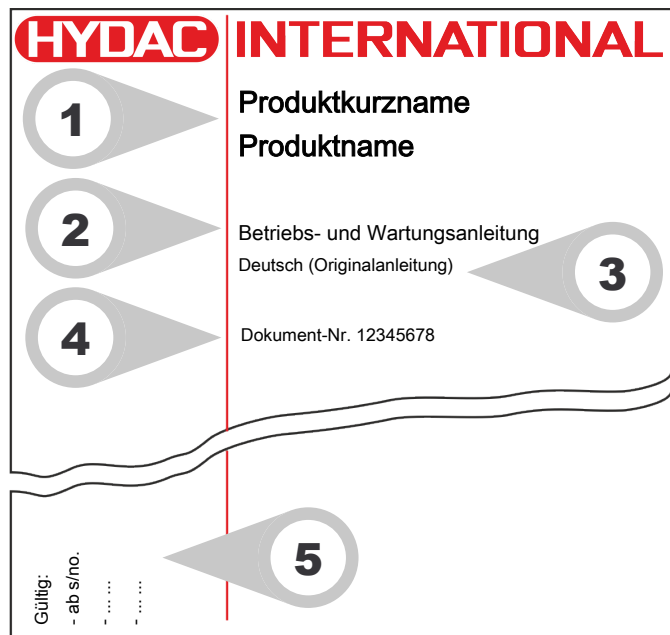 HYDAC INTERNATIONAL
1
Produktkurzname
Produktname
2
Betriebs- und Wartungsanleitung
Deutsch (Originalanleitung)
3
4
Dokument-Nr. 12345678
5
Gültig:
- ab s/no.
- ... ...
- ... ...